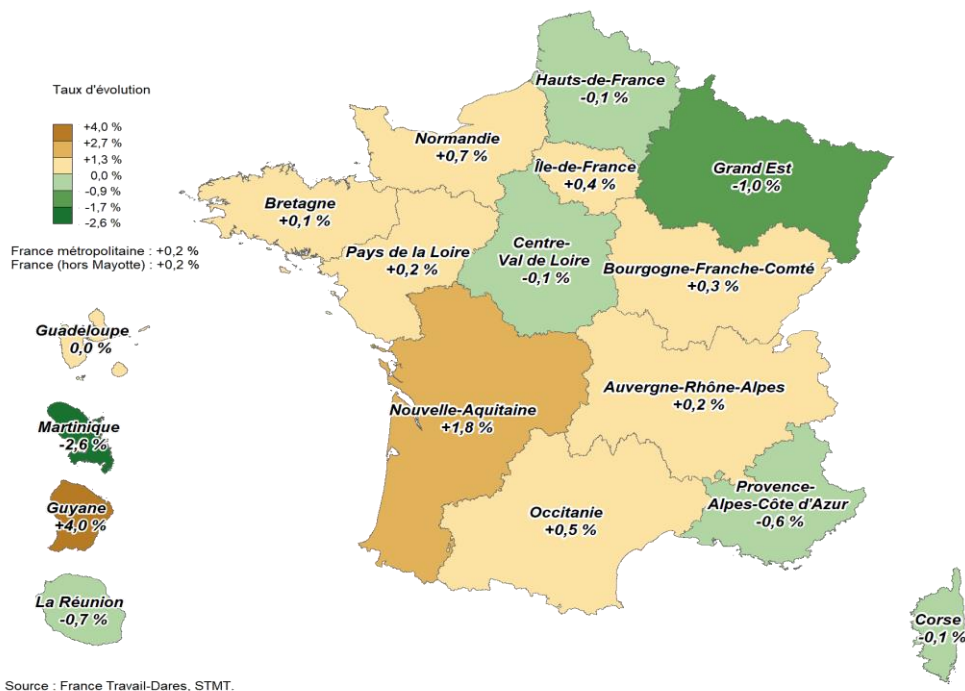 Taux d'évolution
+4,0 %
+2,7 %
+1,3 %
0,0 %
-0,9 %
-1,7 %
-2,6 %
France métropolitaine : +0,2 %
France (hors Mayotte) : +0,2 %
Hauts-de-France
-0,1 %
Normandie
+0,7 %
Île-de-France
+0,4 %
Grand Est
-1,0 %
Bretagne
+0,1 %
Pays de la Loire
+0,2 %
Centre-
Val de Loire
-0,1 %
Bourgogne-Franche-Comté
+0,3 %
Guadeloupe
0,0 %
Martinique
-2,6 %
Guyane
+4,0 %
La Réunion
-0,7 %
Nouvelle-Aquitaine
+1,8 %
Auvergne-Rhône-Alpes
+0,2 %
Occitanie
+0,5 %
Provence-
Alpes-Côte d'Azur
-0,6 %
Corse
-0,1 %
Source : France Travail-Dares, STMT.